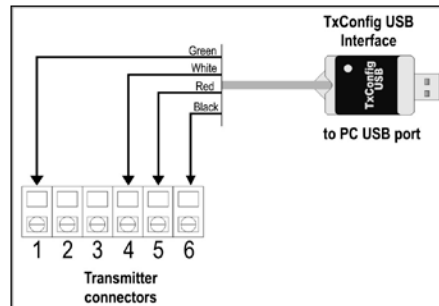 TxConfig USB
Interface
Green
White
Red
Black
TxConfig
USB
to PC USB port
1 2 3 4 5 6
Transmitter
connectors